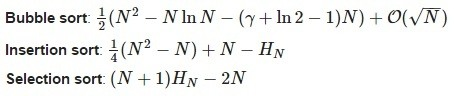 Bubble sort: ½(N² − N ln N − (γ + ln 2 − 1)N) + 𝒪(√N)
Insertion sort: ¼(N² − N) + N − H_N
Selection sort: (N + 1)H_N − 2N